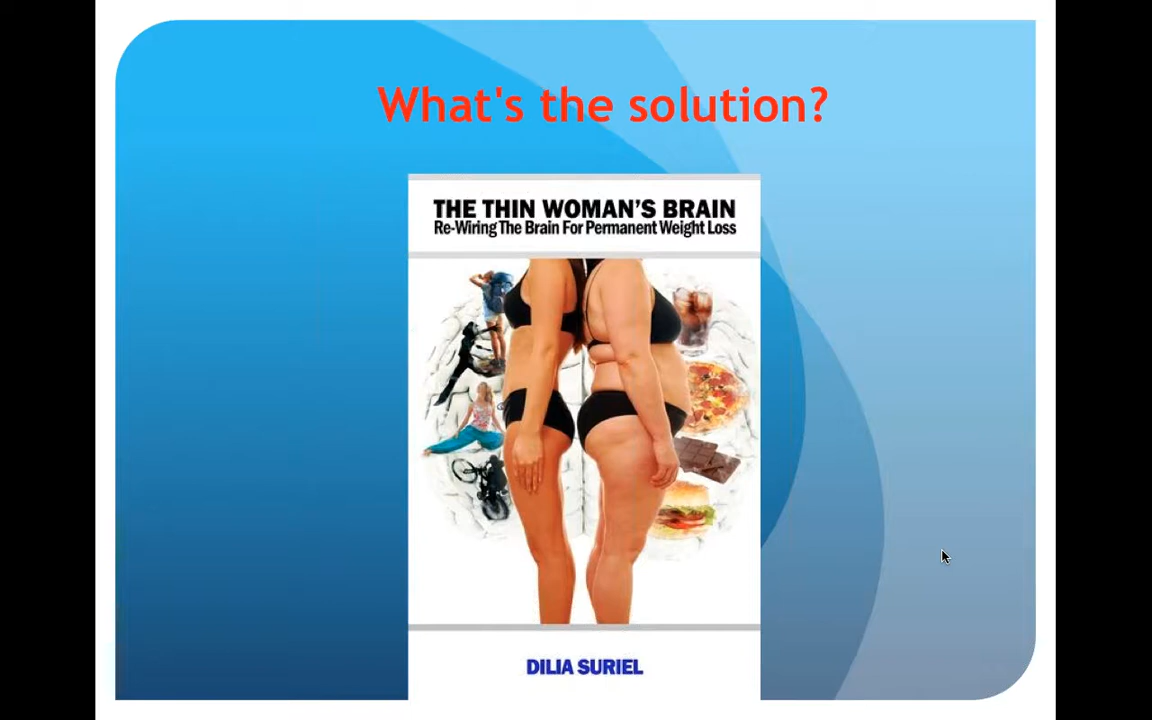 What's the solution?
THE THIN WOMAN'S BRAIN
Re-Wiring The Brain For Permanent Weight Loss
DILIA SURIEL